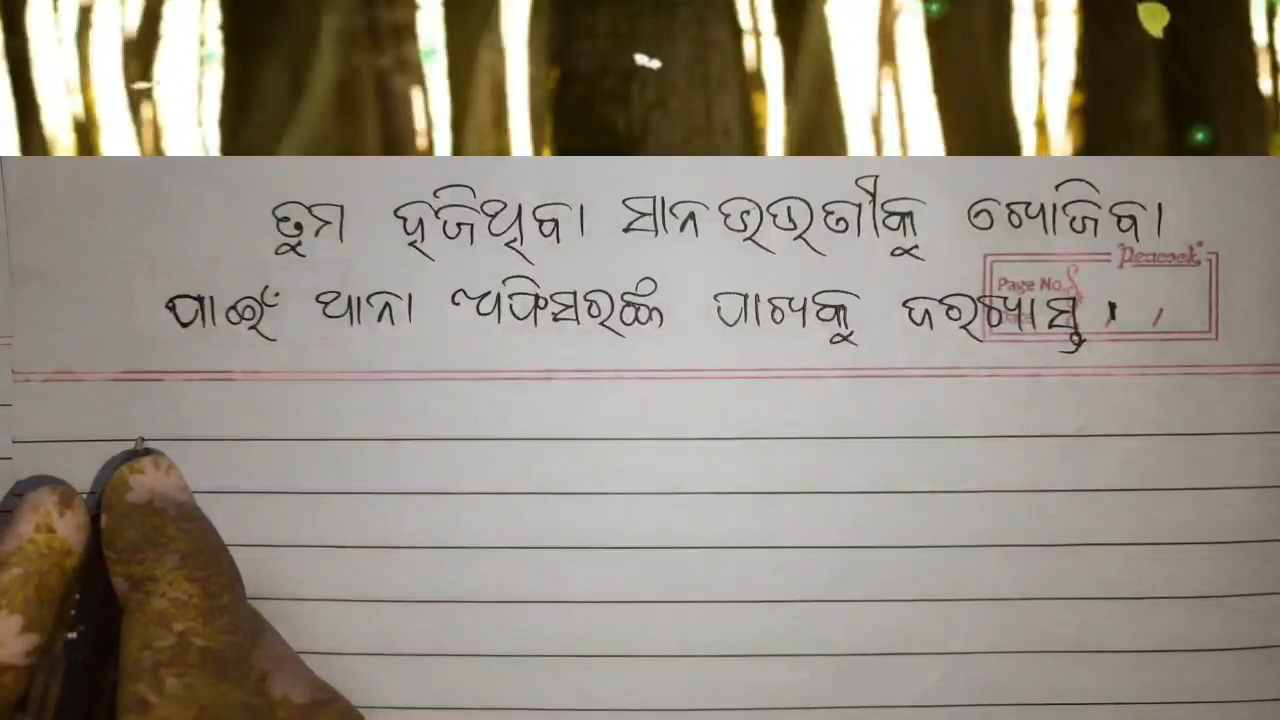 ତୁମ ହଜିଥିବା ସାନଭଉଣୀକୁ ଖୋଜିବା
ପାଇଁ ଥାନା ଅଫିସରଙ୍କ ପାଖକୁ ଦରଖାସ୍ତ ।
Peacock
Page No.